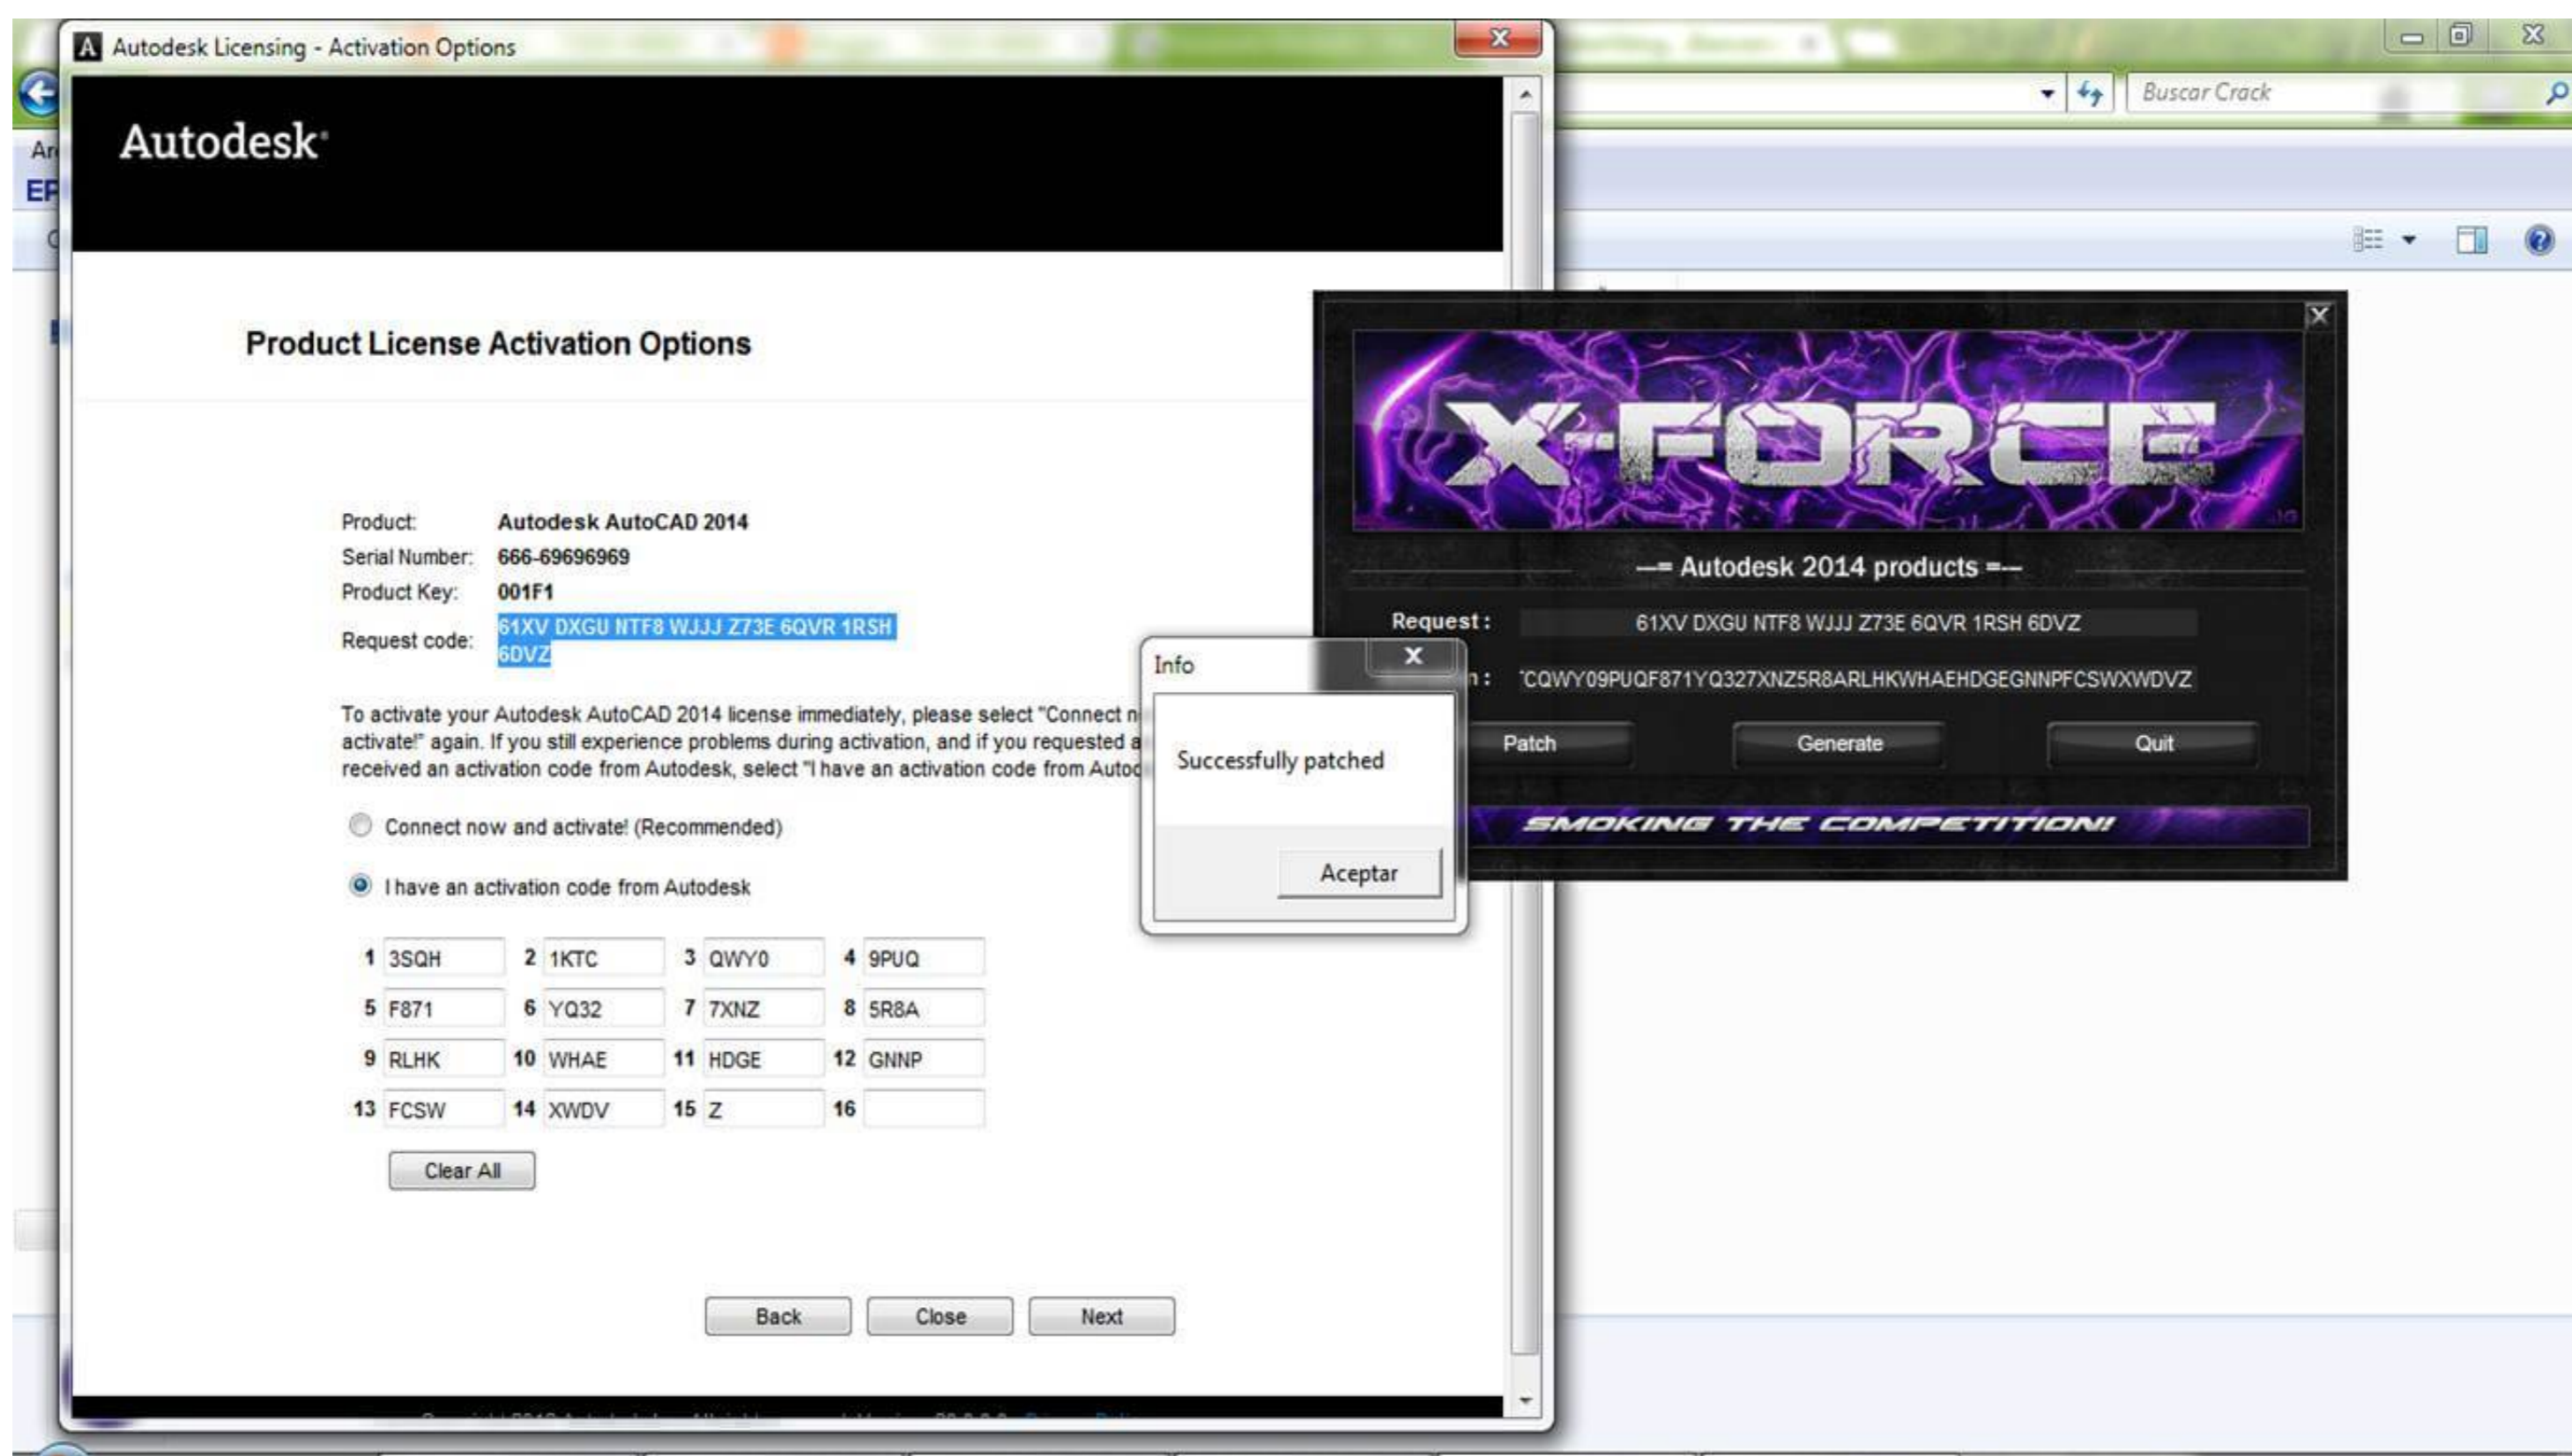 Autodesk Licensing - Activation Options
Buscar Crack
Autodesk
Product License Activation Options
Product: Autodesk AutoCAD 2014
Serial Number: 666-69696969
Product Key: 001F1
Request code: 61XV DXGU NTF8 WJJJ Z73E 6QVR 1RSH
6DVZ
To activate your Autodesk AutoCAD 2014 license immediately, please select "Connect n
activate!" again. If you still experience problems during activation, and if you requested a
received an activation code from Autodesk, select "I have an activation code from Autod
Connect now and activate! (Recommended)
I have an activation code from Autodesk
1 3SQH 2 1KTC 3 QWY0 4 9PUQ
5 F871 6 YQ32 7 7XNZ 8 5R8A
9 RLHK 10 WHAE 11 HDGE 12 GNNP
13 FCSW 14 XWDV 15 Z 16
Clear All
Back Close Next
X-FORCE
—= Autodesk 2014 products =—
Request : 61XV DXGU NTF8 WJJJ Z73E 6QVR 1RSH 6DVZ
n : CQWY09PUQF871YQ327XNZ5R8ARLHKWHAEHDGEGNNPFCSWXWDVZ
Patch Generate Quit
SMOKING THE COMPETITION!
Info
Successfully patched
Aceptar